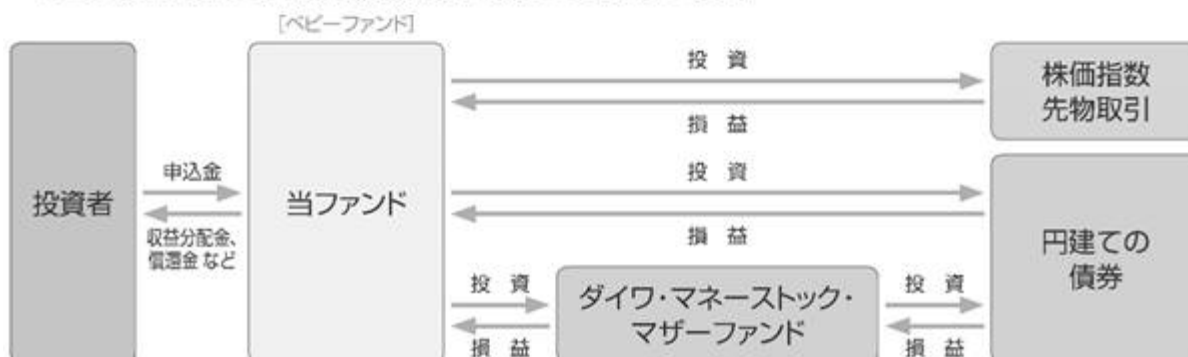 [ベビーファンド]
投資者
申込金
収益分配金、
償還金 など
当ファンド
投 資
損 益
株価指数
先物取引
投 資
損 益
円建ての
債券
投 資
損 益
ダイワ・マネーストック・
マザーファンド
投 資
損 益